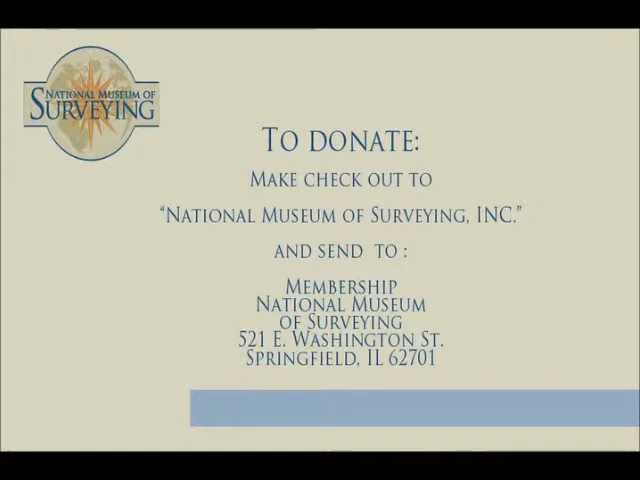 National Museum of
Surveying
To donate:
Make check out to
“National Museum of Surveying, INC.”
and send to :
Membership
National Museum
of Surveying
521 E. Washington St.
Springfield, IL 62701